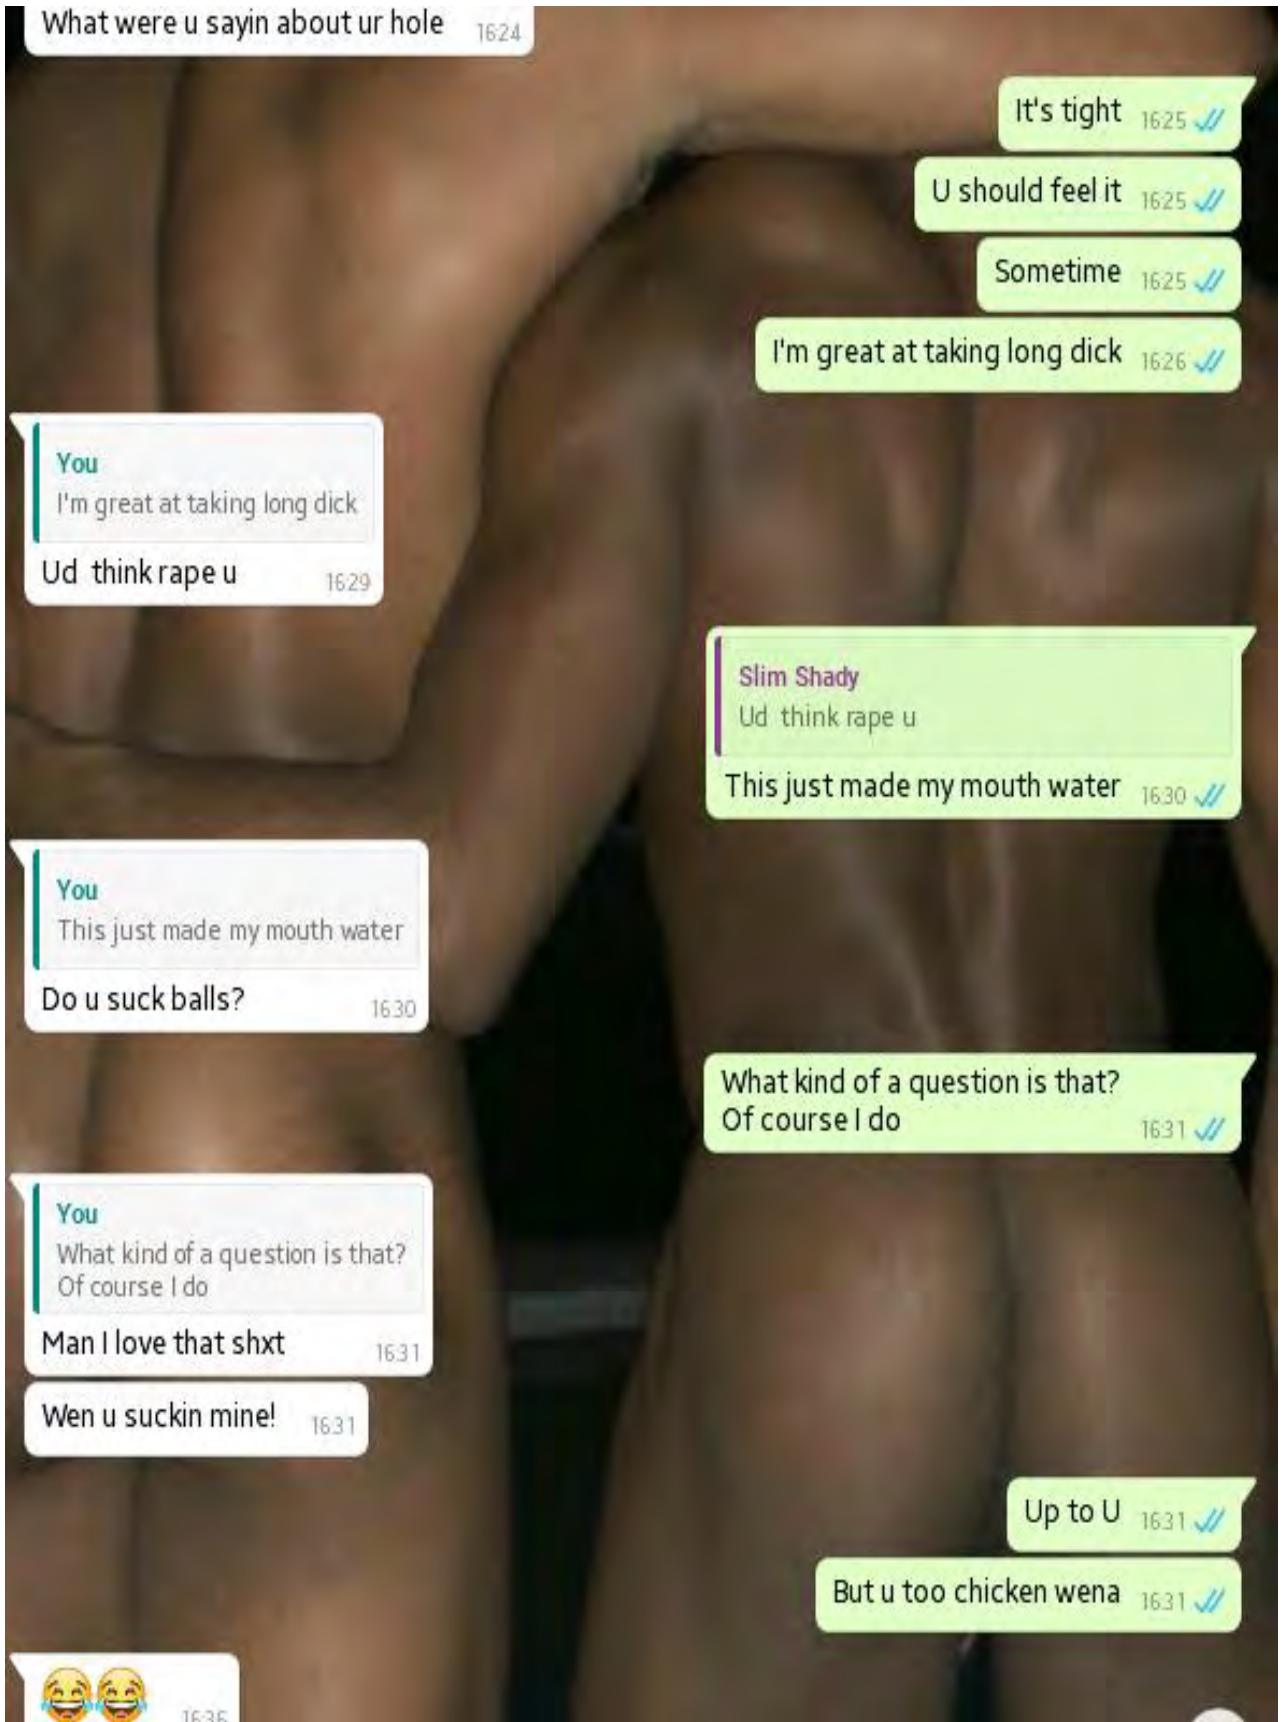 What were u sayin about ur hole 16:24
It's tight 16:25
U should feel it 16:25
Sometime 16:25
I'm great at taking long dick 16:26
You
I'm great at taking long dick
Ud think rape u 16:29
Slim Shady
Ud think rape u
This just made my mouth water 16:30
You
This just made my mouth water
Do u suck balls? 16:30
What kind of a question is that?
Of course I do 16:31
You
What kind of a question is that?
Of course I do
Man I love that shxt 16:31
Wen u suckin mine! 16:31
Up to U 16:31
But u too chicken wena 16:31
😂😂 16:36